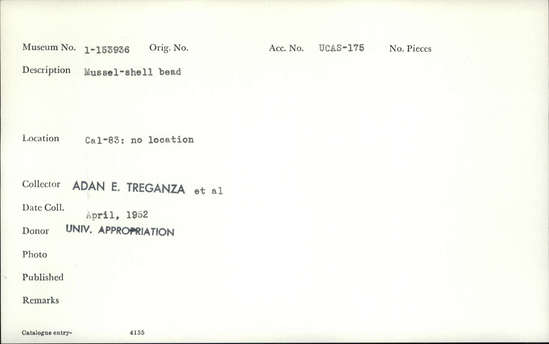 Museum No. 1-153936 Orig. No. Acc. No. UCAS-175 No. Pieces
Description Mussel-shell bead
Location Cal-83: no location
Collector ADAN E. TREGANZA et al
Date Coll. April, 1952
Donor UNIV. APPROPRIATION
Photo
Published
Remarks
Catalogue entry- 4155